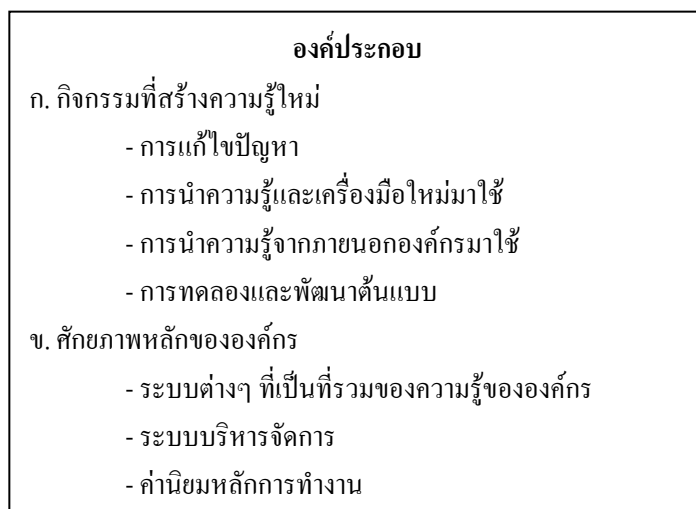 องค์ประกอบ
ก. กิจกรรมที่สร้างความรู้ใหม่
- การแก้ไขปัญหา
- การนำความรู้และเครื่องมือใหม่มาใช้
- การนำความรู้จากภายนอกองค์กรมาใช้
- การทดลองและพัฒนาต้นแบบ
ข. ศักยภาพหลักขององค์กร
- ระบบต่างๆ ที่เป็นที่รวมของความรู้ขององค์กร
- ระบบบริหารจัดการ
- ค่านิยมหลักการทำงาน